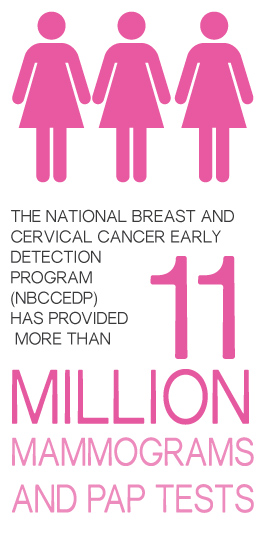 THE NATIONAL BREAST AND
CERVICAL CANCER EARLY
DETECTION
PROGRAM
(NBCCEDP)
HAS PROVIDED
MORE THAN
11
MILLION
MAMMOGRAMS
AND PAP TESTS